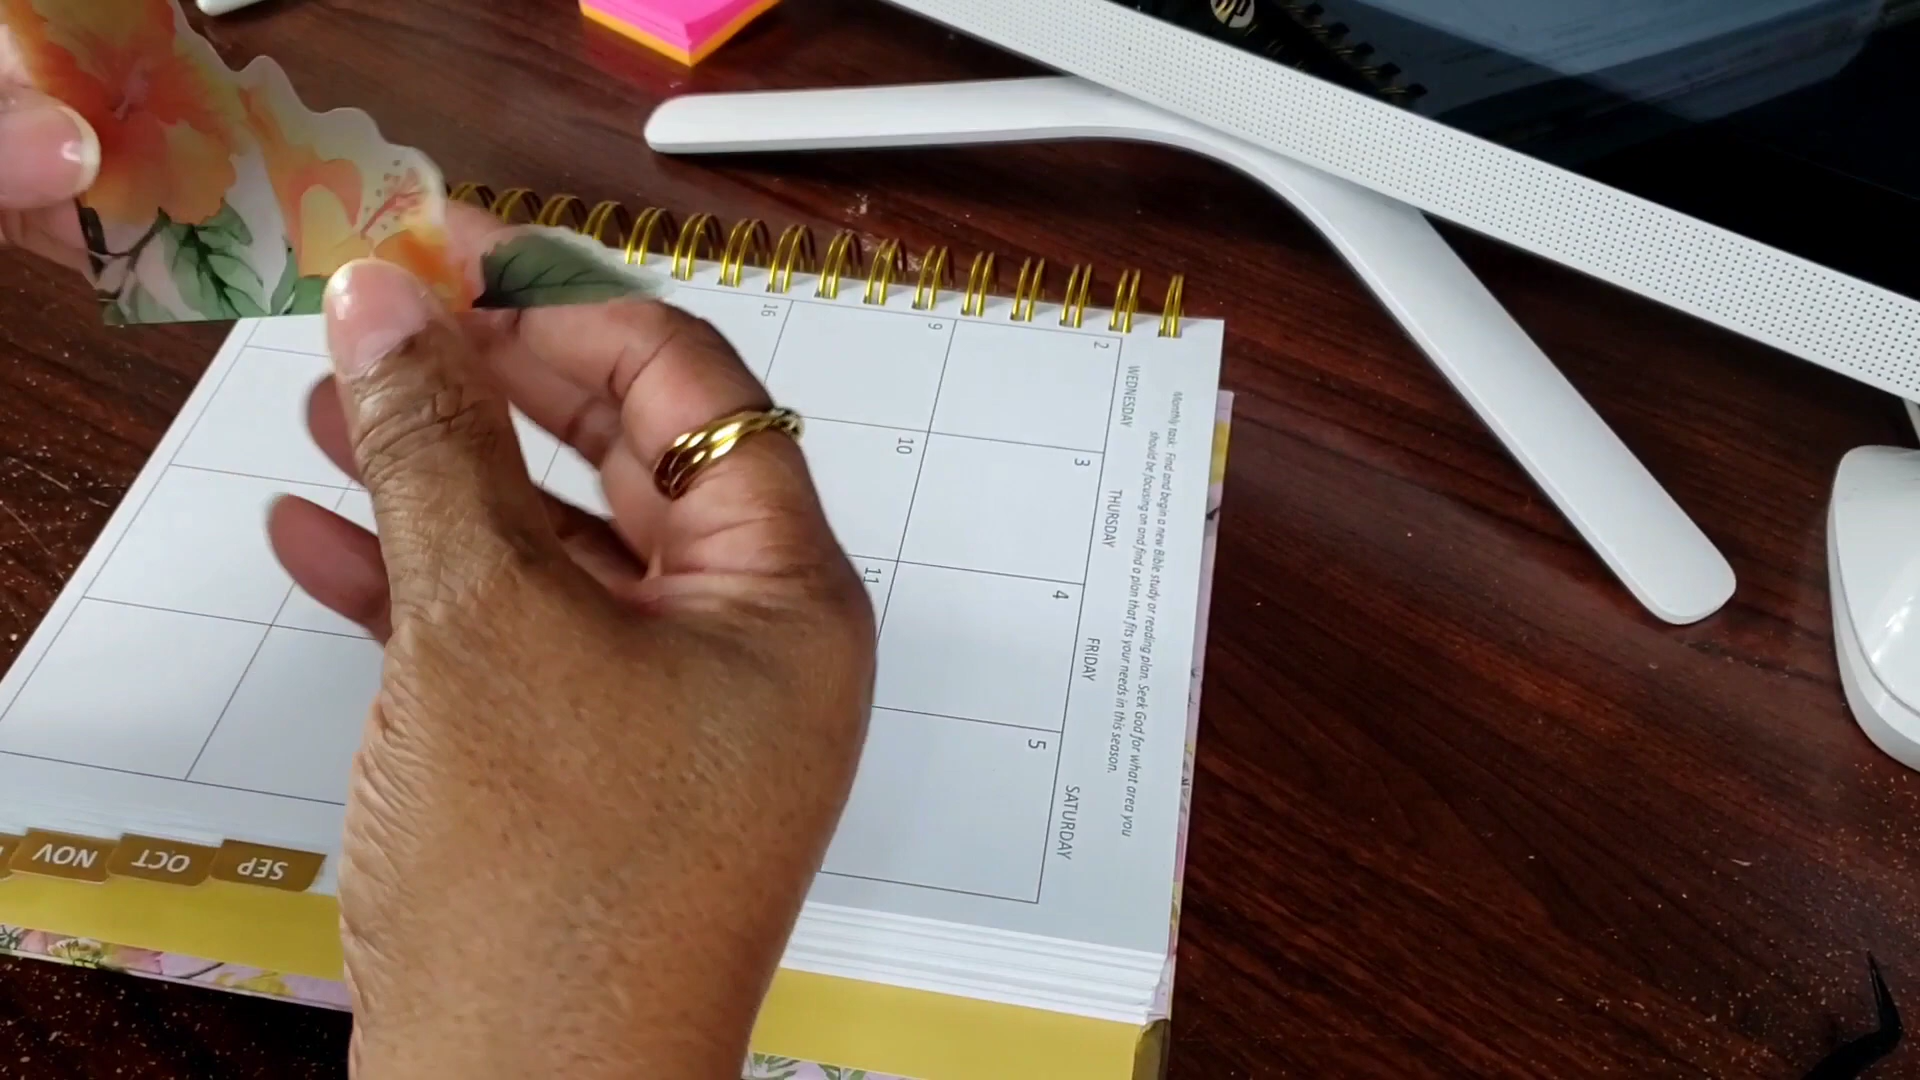 Monthly task: Find and begin a new Bible study or reading plan. Seek God for what area you
should be focusing on and find a plan that fits your needs in this season.
WEDNESDAY THURSDAY FRIDAY SATURDAY
2 3 4 5
9 10 11
16
SEP
OCT
NOV
hp